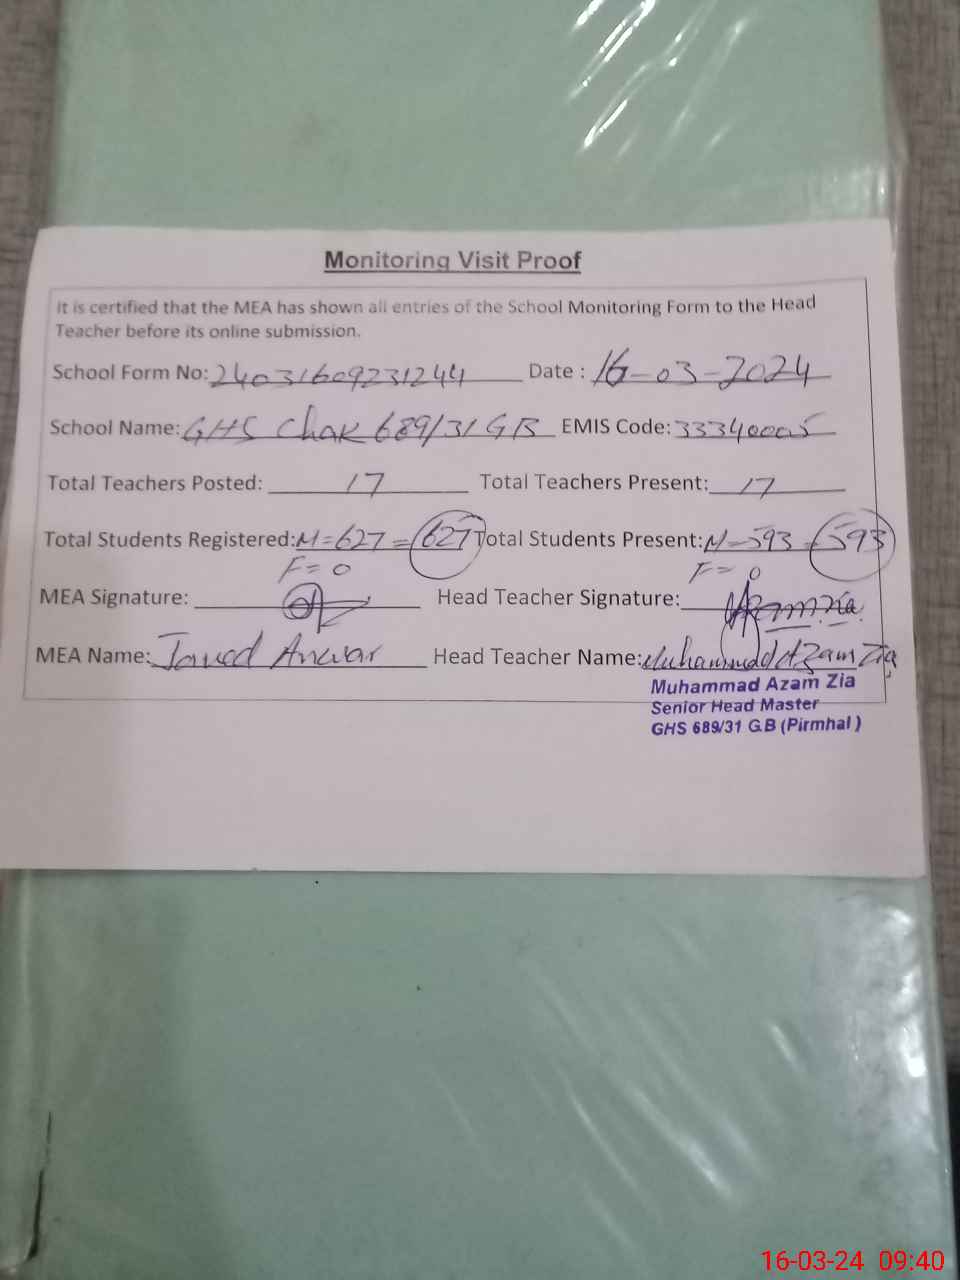 Monitoring Visit Proof
It is certified that the MEA has shown all entries of the School Monitoring Form to the Head
Teacher before its online submission.
School Form No: 24031609231244 Date : 16-03-2024
School Name: GHS Chak 689/31 GB EMIS Code: 33340005
Total Teachers Posted: 17 Total Teachers Present: 17
Total Students Registered: M=627 = 627 Total Students Present: M=593 = 593
F=0 F=0
MEA Signature: Head Teacher Signature: Azam Zia
MEA Name: Javed Anwar Head Teacher Name: Muhammad Azam Zia
Muhammad Azam Zia
Senior Head Master
GHS 689/31 G.B (Pirmhal)
16-03-24 09:40